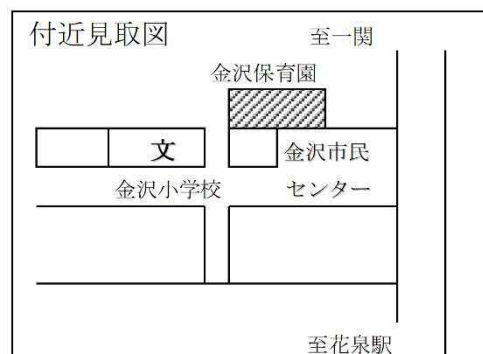 付近見取図
至一関
金沢保育園
文
金沢市民
金沢小学校
センター
至花泉駅